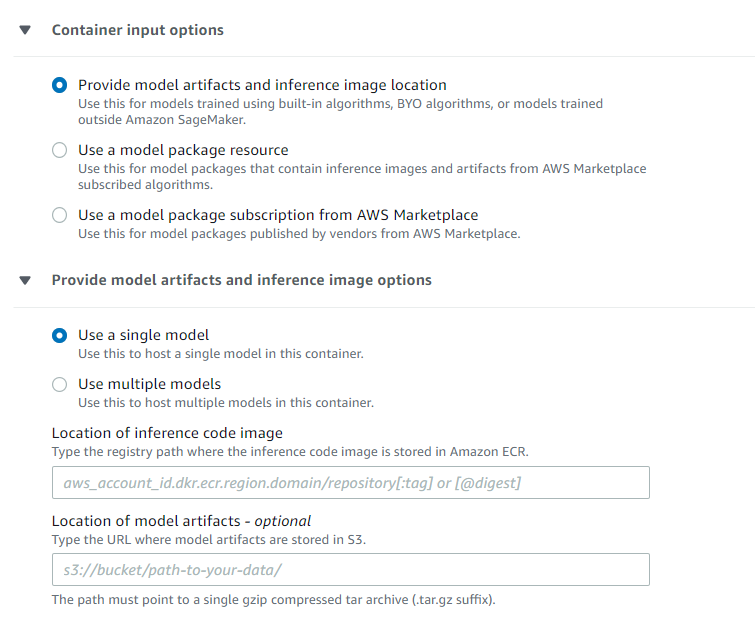 Container input options
Provide model artifacts and inference image location
Use this for models trained using built-in algorithms, BYO algorithms, or models trained
outside Amazon SageMaker.
Use a model package resource
Use this for model packages that contain inference images and artifacts from AWS Marketplace
subscribed algorithms.
Use a model package subscription from AWS Marketplace
Use this for model packages published by vendors from AWS Marketplace.
Provide model artifacts and inference image options
Use a single model
Use this to host a single model in this container.
Use multiple models
Use this to host multiple models in this container.
Location of inference code image
Type the registry path where the inference code image is stored in Amazon ECR.
aws_account_id.dkr.ecr.region.domain/repository[:tag] or [@digest]
Location of model artifacts - optional
Type the URL where model artifacts are stored in S3.
s3://bucket/path-to-your-data/
The path must point to a single gzip compressed tar archive (.tar.gz suffix).